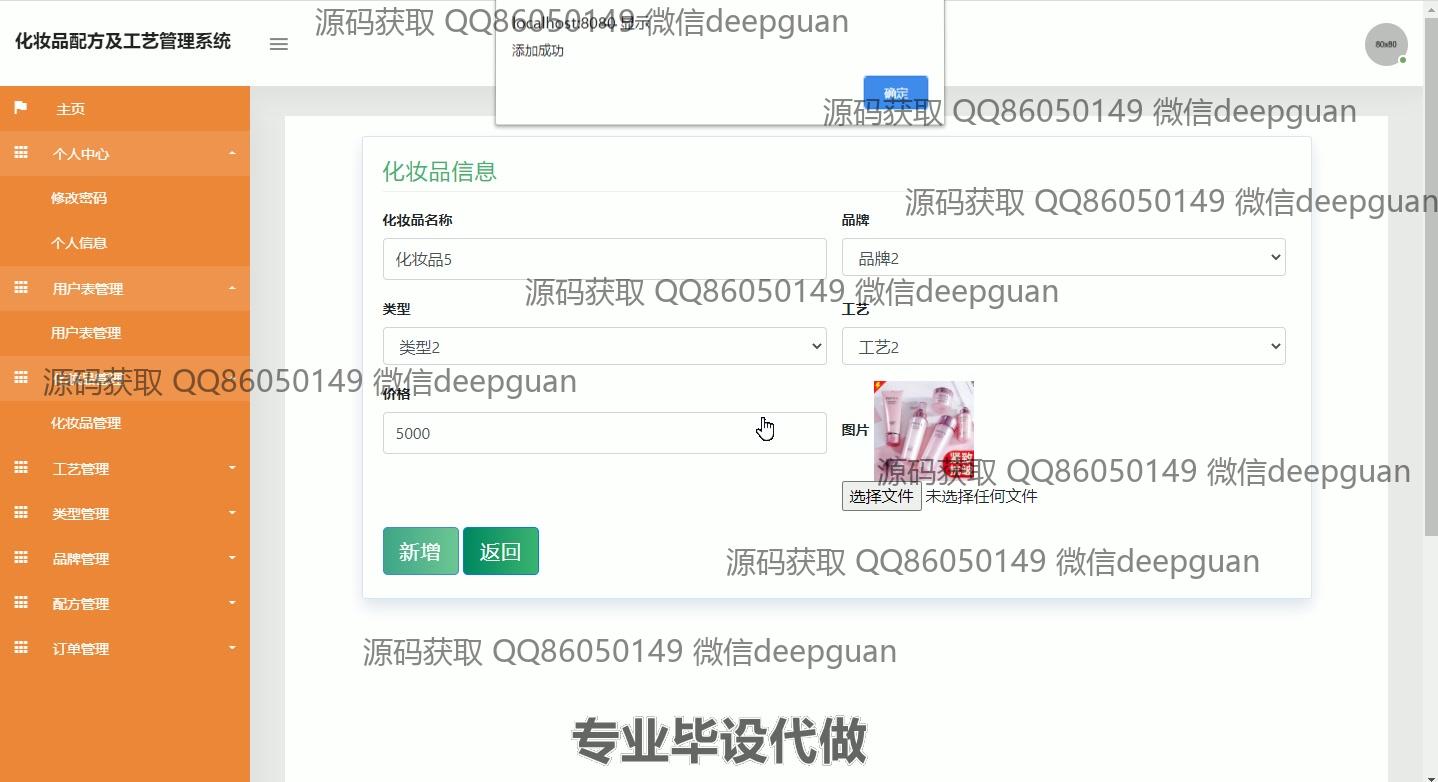 源码获取 QQ86050149 微信deepguan
localhost:8080 显示
添加成功
确定
化妆品配方及工艺管理系统
80x80
源码获取 QQ86050149 微信deepguan
主页
个人中心
修改密码
个人信息
用户表管理
用户表管理
化妆品管理
工艺管理
类型管理
品牌管理
配方管理
订单管理
化妆品信息
源码获取 QQ86050149 微信deepguan
化妆品名称
品牌
化妆品5
品牌2
源码获取 QQ86050149 微信deepguan
类型
工艺
类型2
工艺2
源码获取 QQ86050149 微信deepguan
价格
5000
图片
紧致
源码获取 QQ86050149 微信deepguan
选择文件 未选择任何文件
新增
返回
源码获取 QQ86050149 微信deepguan
源码获取 QQ86050149 微信deepguan
专业毕设代做